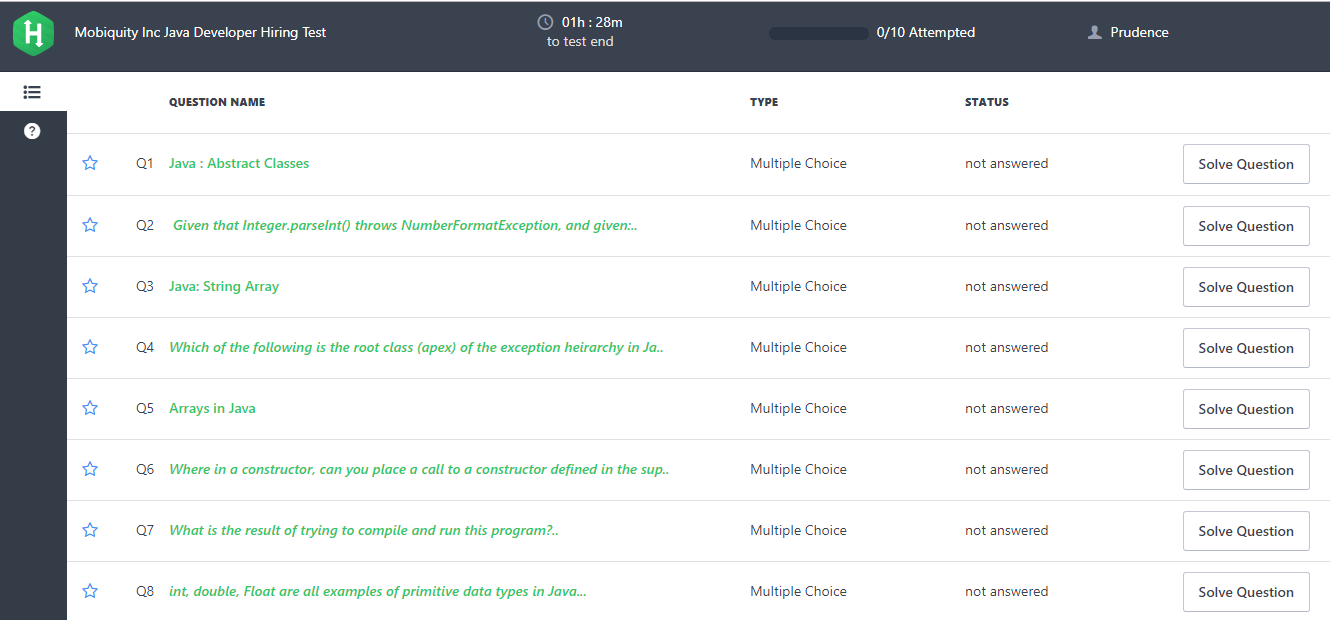 H
Mobiquity Inc Java Developer Hiring Test
01h : 28m
to test end
0/10 Attempted
Prudence
QUESTION NAME TYPE STATUS
?
Q1 Java : Abstract Classes Multiple Choice not answered Solve Question
Q2 Given that Integer.parseInt() throws NumberFormatException, and given:.. Multiple Choice not answered Solve Question
Q3 Java: String Array Multiple Choice not answered Solve Question
Q4 Which of the following is the root class (apex) of the exception heirarchy in Ja.. Multiple Choice not answered Solve Question
Q5 Arrays in Java Multiple Choice not answered Solve Question
Q6 Where in a constructor, can you place a call to a constructor defined in the sup.. Multiple Choice not answered Solve Question
Q7 What is the result of trying to compile and run this program?.. Multiple Choice not answered Solve Question
Q8 int, double, Float are all examples of primitive data types in Java... Multiple Choice not answered Solve Question